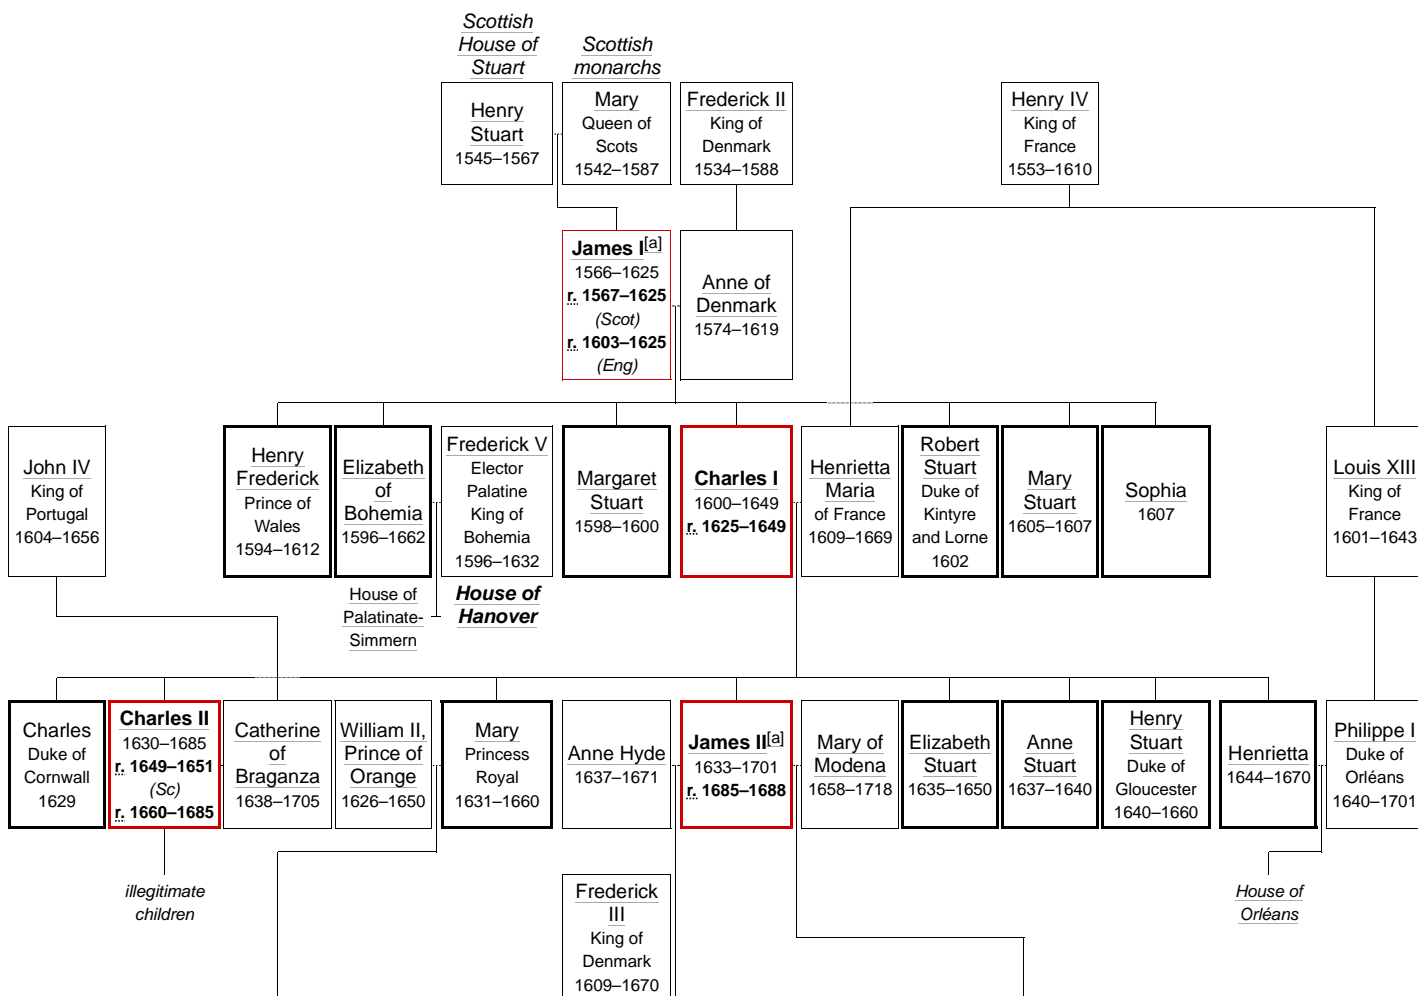 Scottish
House of
Stuart
Scottish
monarchs
Henry
Stuart
1545–1567
Mary
Queen of
Scots
1542–1587
Frederick II
King of
Denmark
1534–1588
Henry IV
King of
France
1553–1610
James I[a]
1566–1625
r. 1567–1625
(Scot)
r. 1603–1625
(Eng)
Anne of
Denmark
1574–1619
John IV
King of
Portugal
1604–1656
Henry
Frederick
Prince of
Wales
1594–1612
Elizabeth
of
Bohemia
1596–1662
Frederick V
Elector
Palatine
King of
Bohemia
1596–1632
Margaret
Stuart
1598–1600
Charles I
1600–1649
r. 1625–1649
Henrietta
Maria
of France
1609–1669
Robert
Stuart
Duke of
Kintyre
and Lorne
1602
Mary
Stuart
1605–1607
Sophia
1607
Louis XIII
King of
France
1601–1643
House of
Palatinate-
Simmern
House of
Hanover
Charles
Duke of
Cornwall
1629
Charles II
1630–1685
r. 1649–1651
(Sc)
r. 1660–1685
Catherine
of
Braganza
1638–1705
William II,
Prince of
Orange
1626–1650
Mary
Princess
Royal
1631–1660
Anne Hyde
1637–1671
James II[a]
1633–1701
r. 1685–1688
Mary of
Modena
1658–1718
Elizabeth
Stuart
1635–1650
Anne
Stuart
1637–1640
Henry
Stuart
Duke of
Gloucester
1640–1660
Henrietta
1644–1670
Philippe I
Duke of
Orléans
1640–1701
illegitimate
children
Frederick
III
King of
Denmark
1609–1670
House of
Orléans